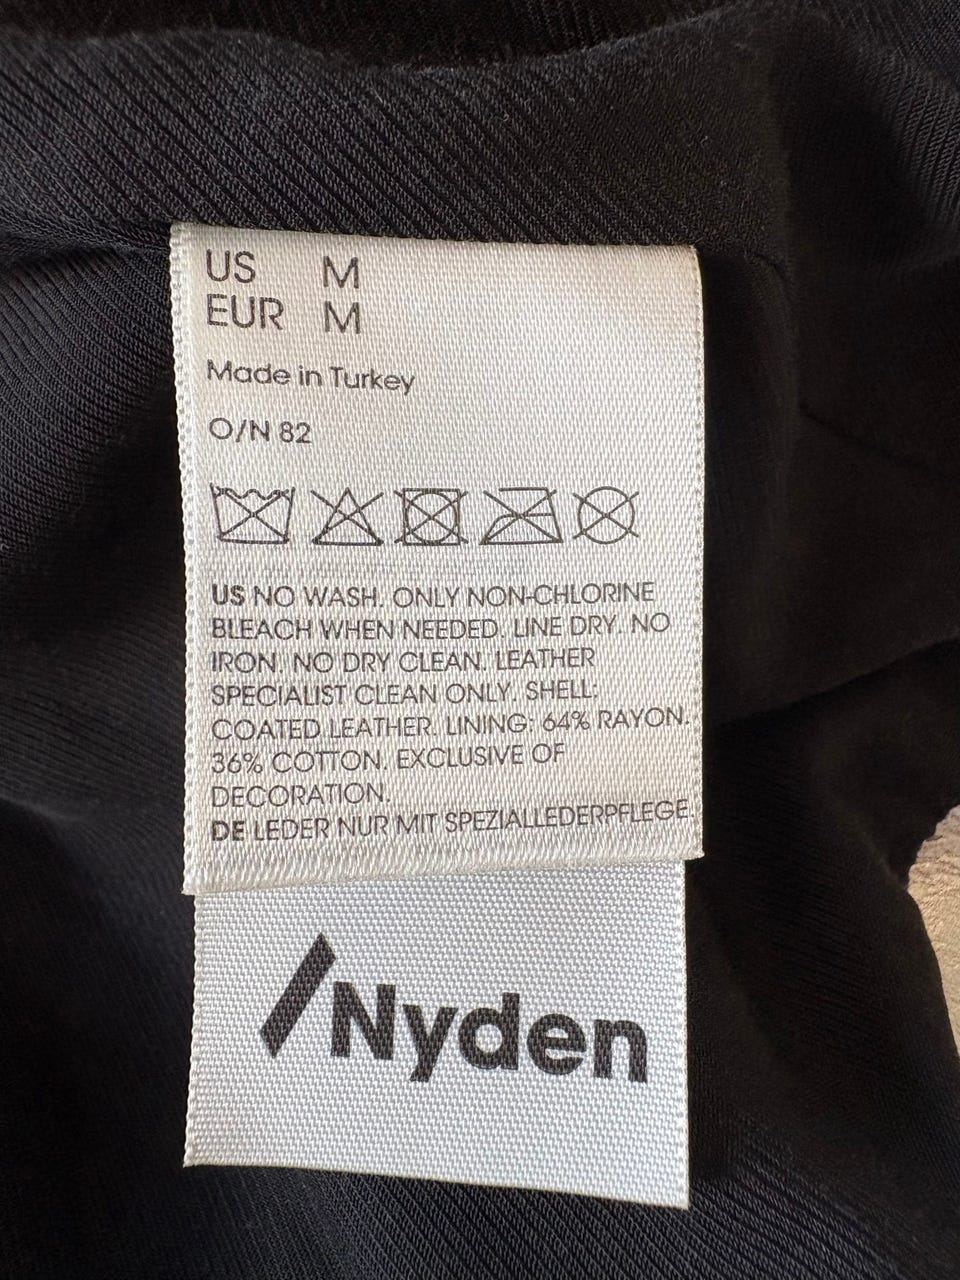 US M
EUR M
Made in Turkey
O/N 82
US NO WASH. ONLY NON-CHLORINE
BLEACH WHEN NEEDED. LINE DRY. NO
IRON. NO DRY CLEAN. LEATHER
SPECIALIST CLEAN ONLY. SHELL:
COATED LEATHER. LINING: 64% RAYON.
36% COTTON. EXCLUSIVE OF
DECORATION.
DE LEDER NUR MIT SPEZIALLEDERPFLEGE
/Nyden